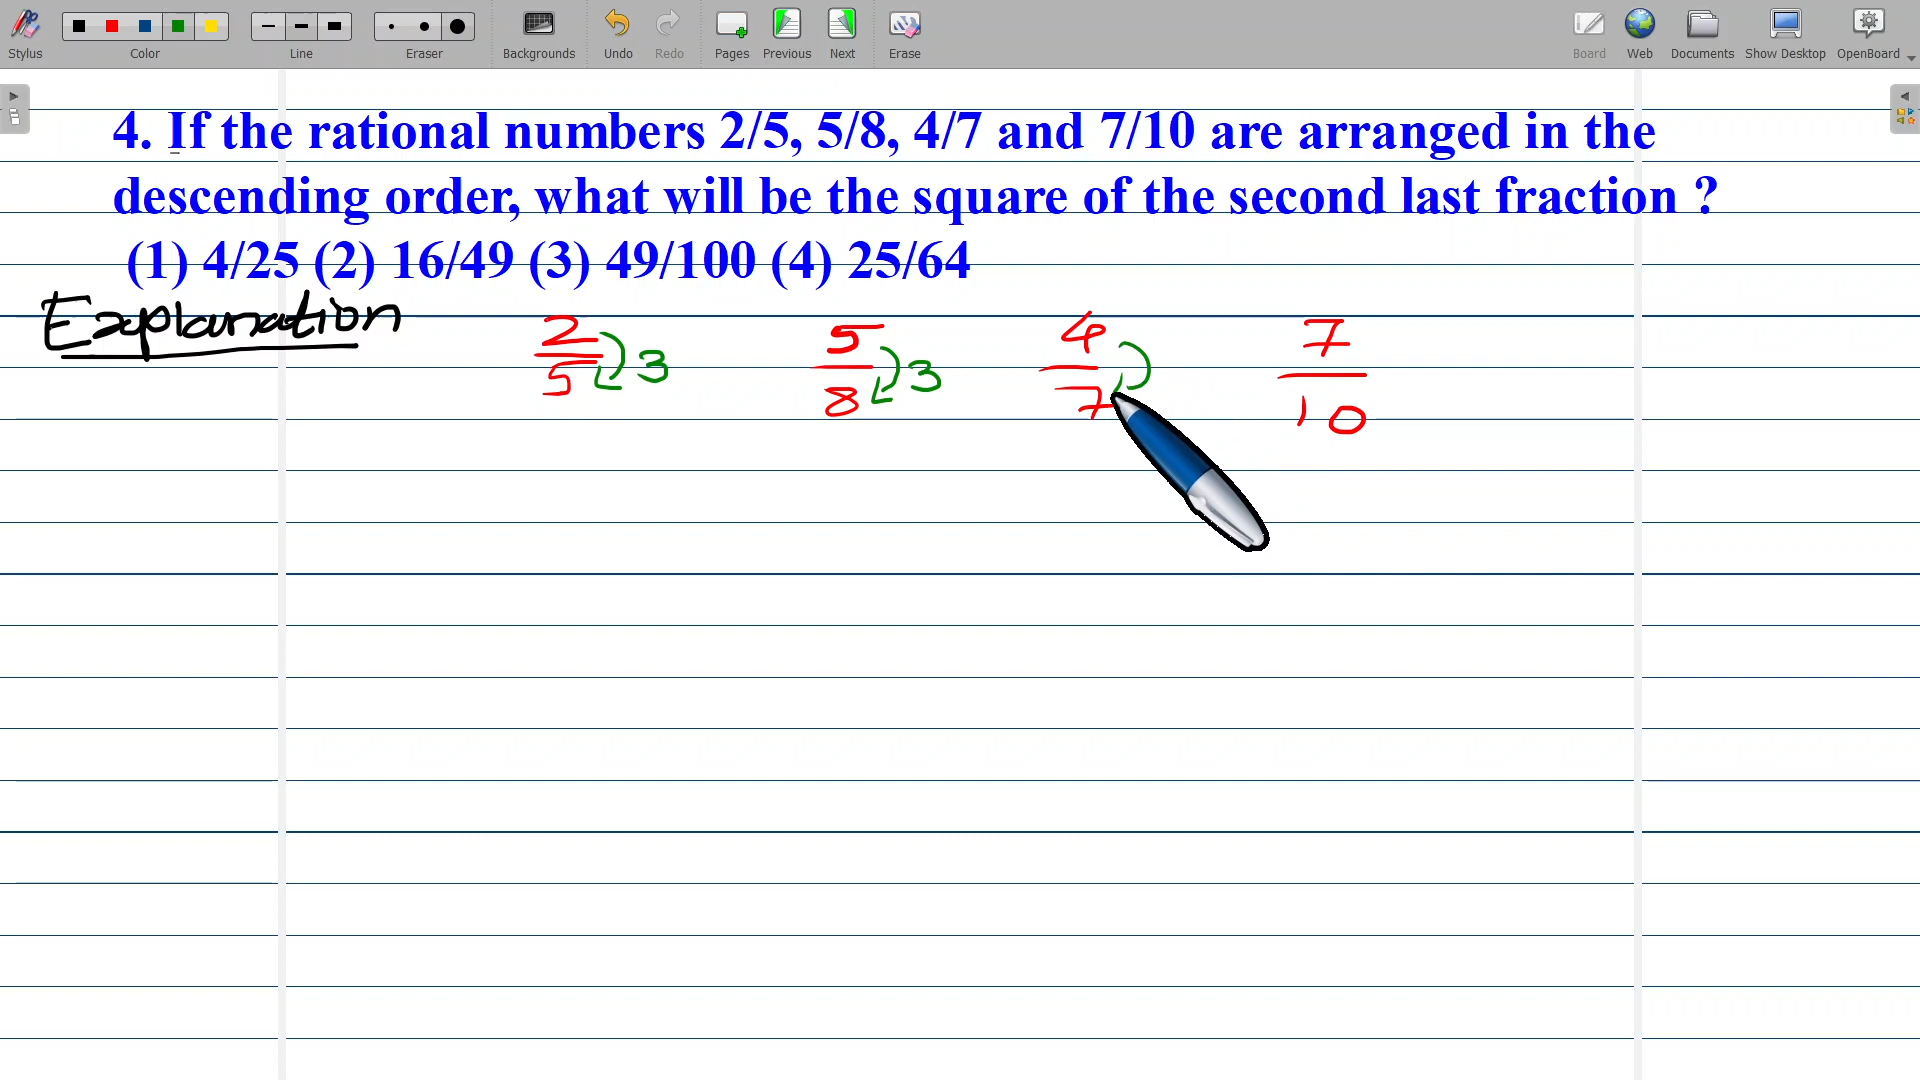 Stylus Color Line Eraser Backgrounds Undo Redo Pages Previous Next Erase Board Web Documents Show Desktop OpenBoard
4. If the rational numbers 2/5, 5/8, 4/7 and 7/10 are arranged in the
descending order, what will be the square of the second last fraction ?
(1) 4/25 (2) 16/49 (3) 49/100 (4) 25/64
Explanation
2 5 4 7
3 3
5 8 7 10